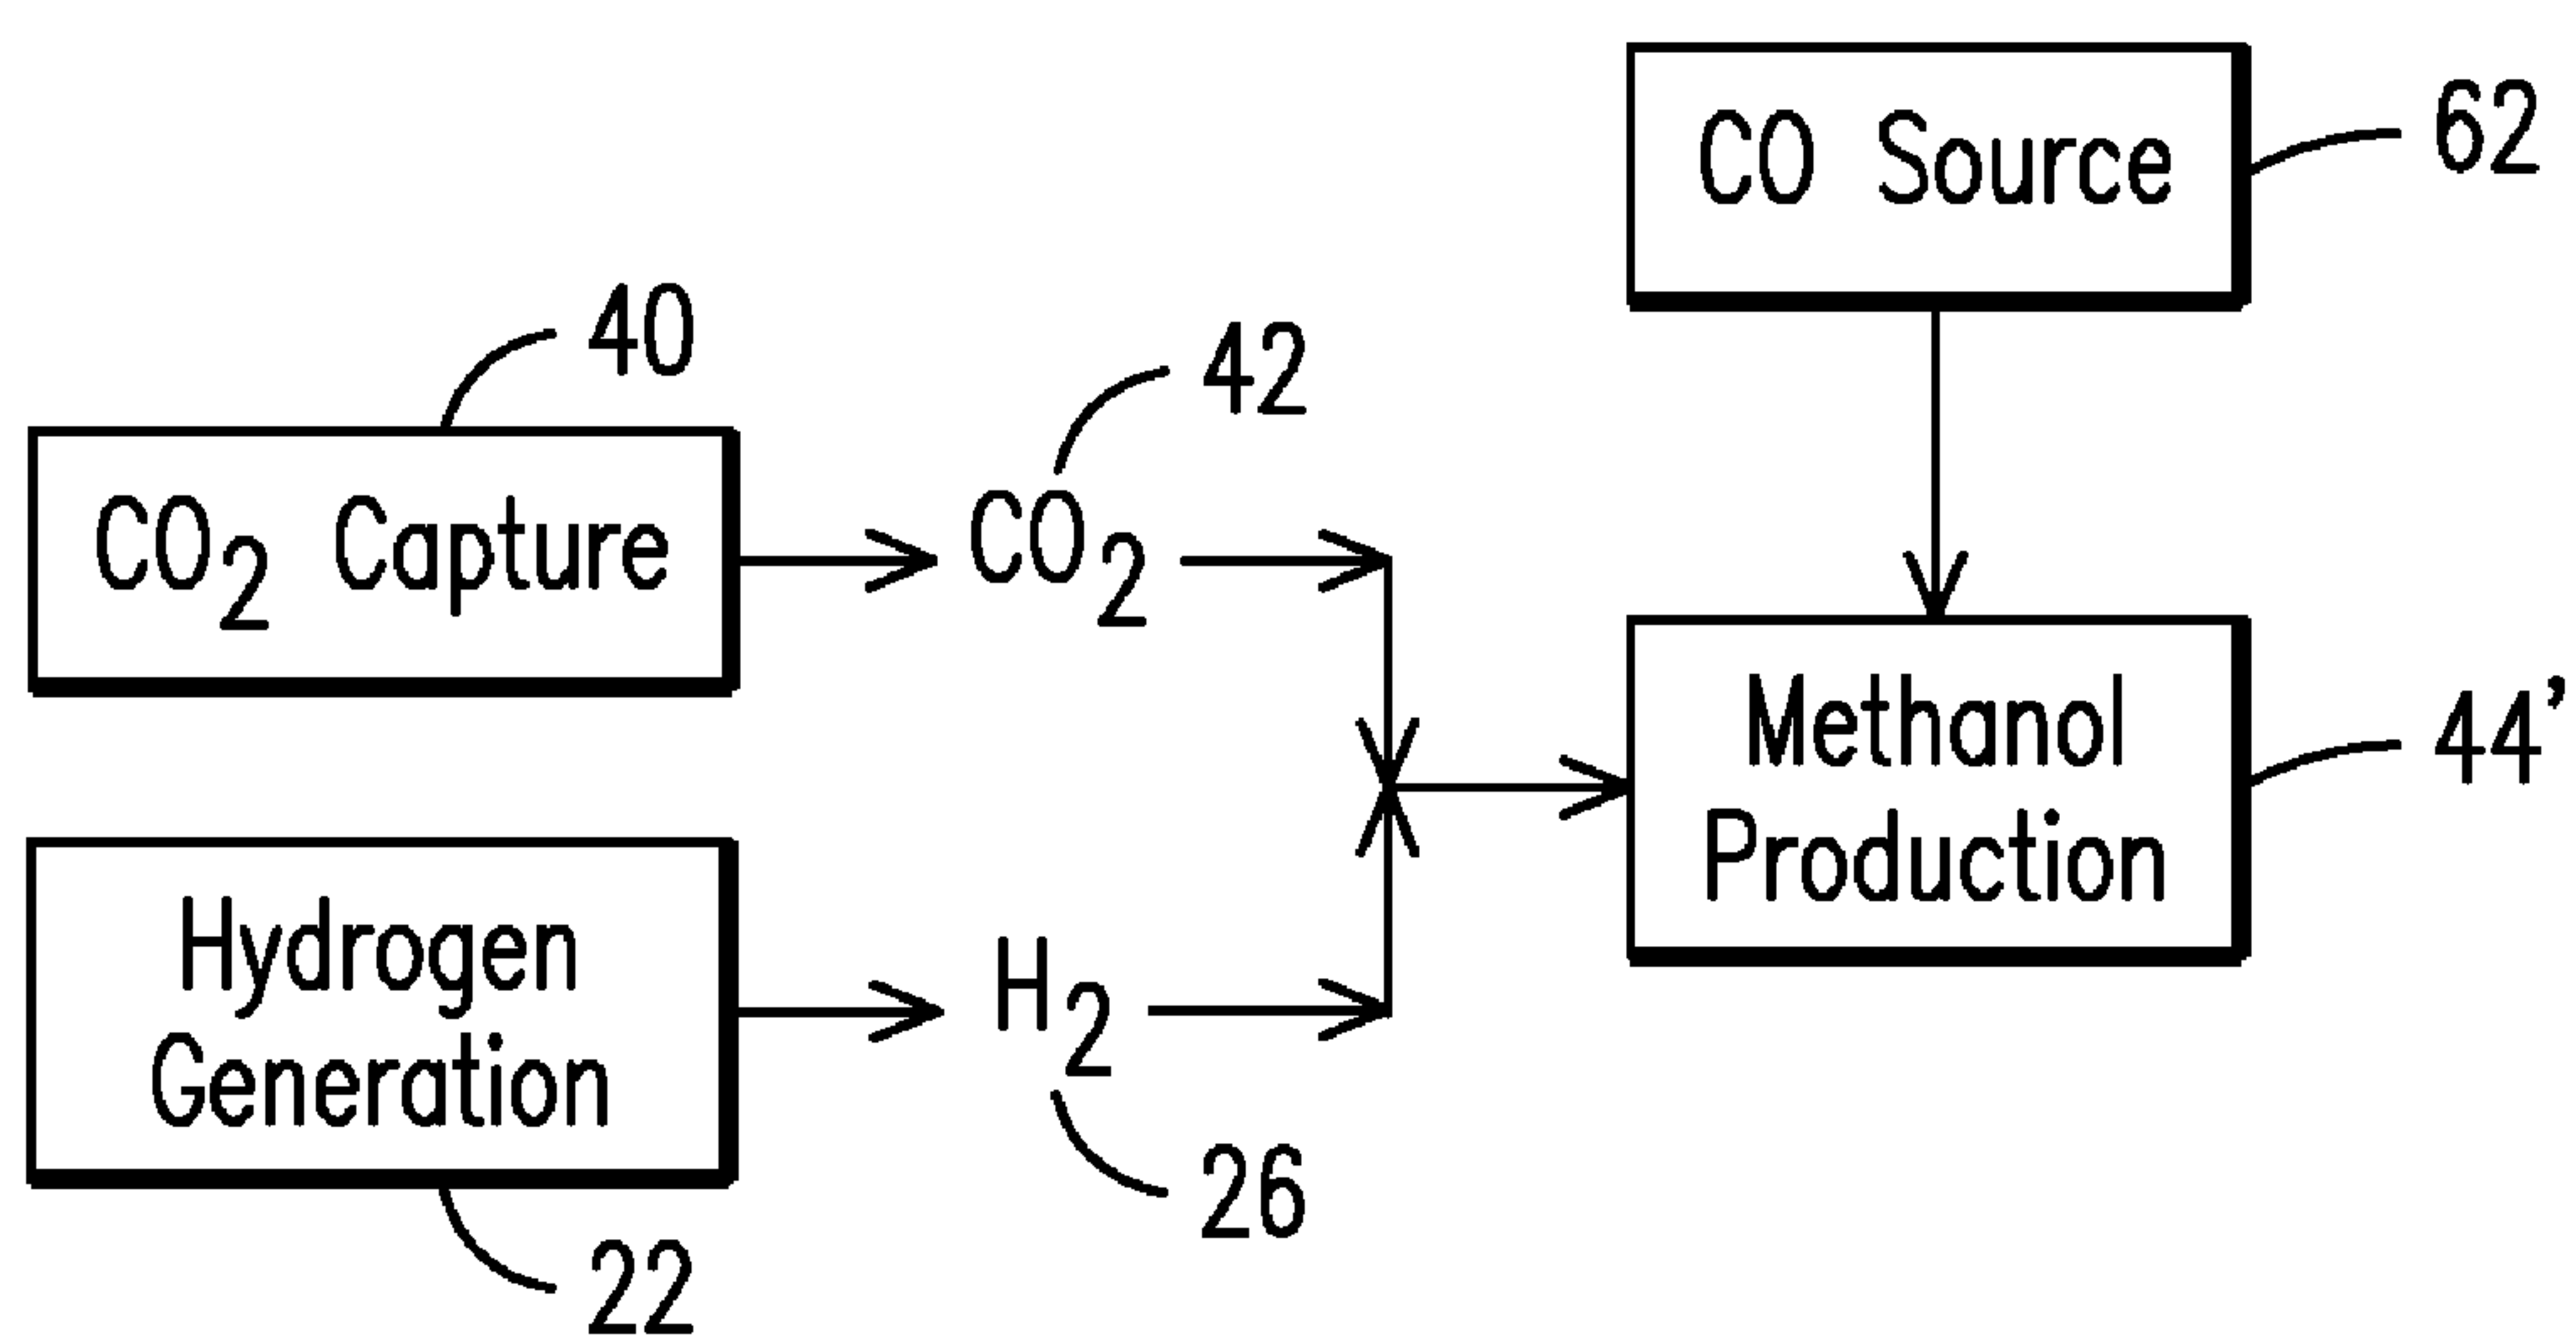 CO Source
62
40
42
CO2 Capture
CO2
Methanol
Production
44'
Hydrogen
Generation
H2
26
22